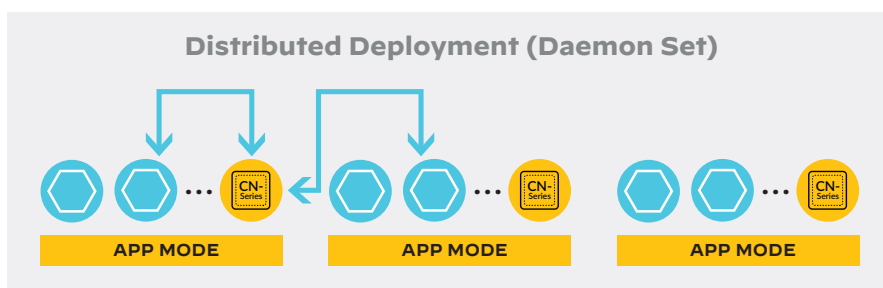 Distributed Deployment (Daemon Set)
... CN-
Series
... CN-
Series
... CN-
Series
APP MODE
APP MODE
APP MODE